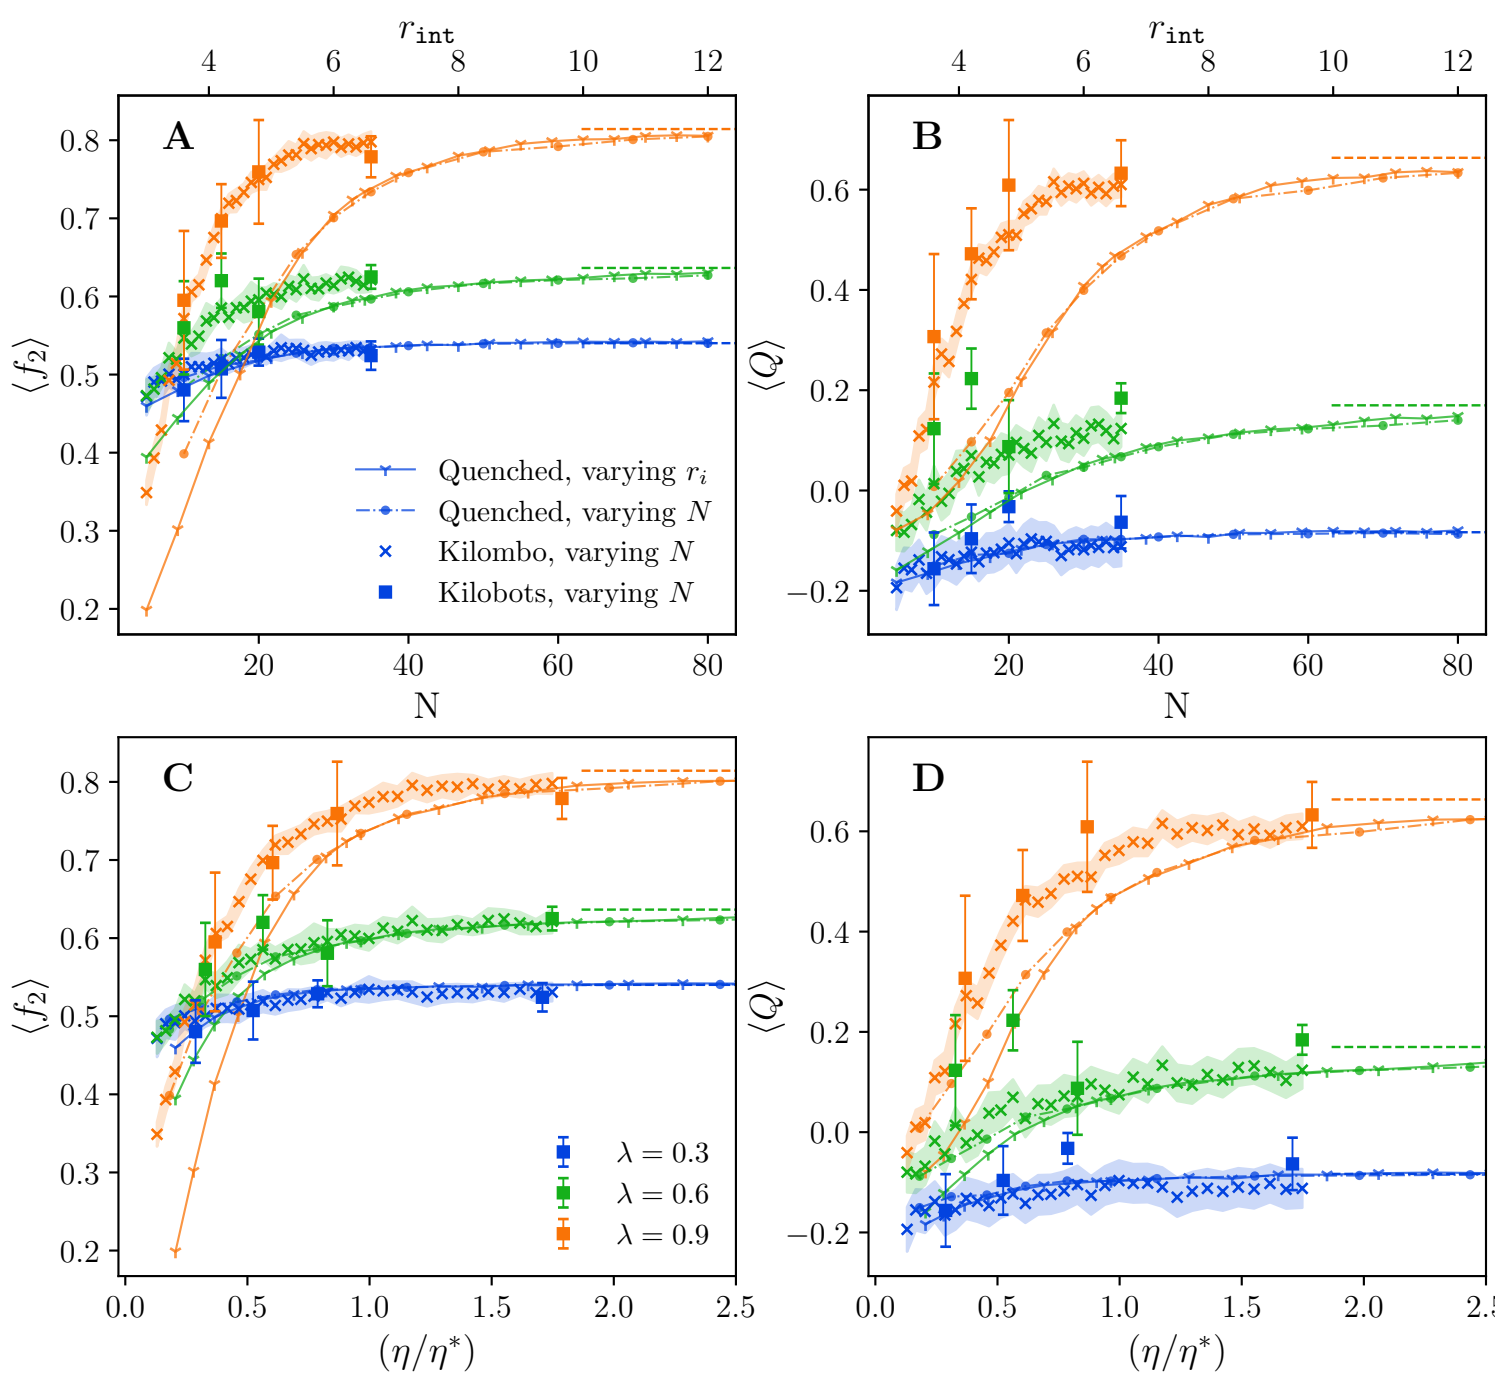 r_int
r_int
4 6 8 10 12
4 6 8 10 12
A
B
0.8
0.7
0.6
0.5
0.4
0.3
0.2
⟨f₂⟩
0.6
0.4
0.2
0.0
−0.2
⟨Q⟩
Quenched, varying r_i
Quenched, varying N
Kilombo, varying N
Kilobots, varying N
20 40 60 80
20 40 60 80
N
N
C
D
0.8
0.7
0.6
0.5
0.4
0.3
0.2
⟨f₂⟩
0.6
0.4
0.2
0.0
−0.2
⟨Q⟩
λ = 0.3
λ = 0.6
λ = 0.9
0.0 0.5 1.0 1.5 2.0 2.5
0.0 0.5 1.0 1.5 2.0 2.5
(η/η*)
(η/η*)